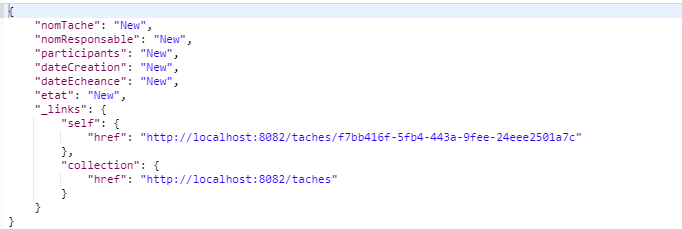 {
"nomTache": "New",
"nomResponsable": "New",
"participants": "New",
"dateCreation": "New",
"dateEcheance": "New",
"etat": "New",
"_links": {
"self": {
"href": "http://localhost:8082/taches/f7bb416f-5fb4-443a-9fee-24eee2501a7c"
},
"collection": {
"href": "http://localhost:8082/taches"
}
}
}